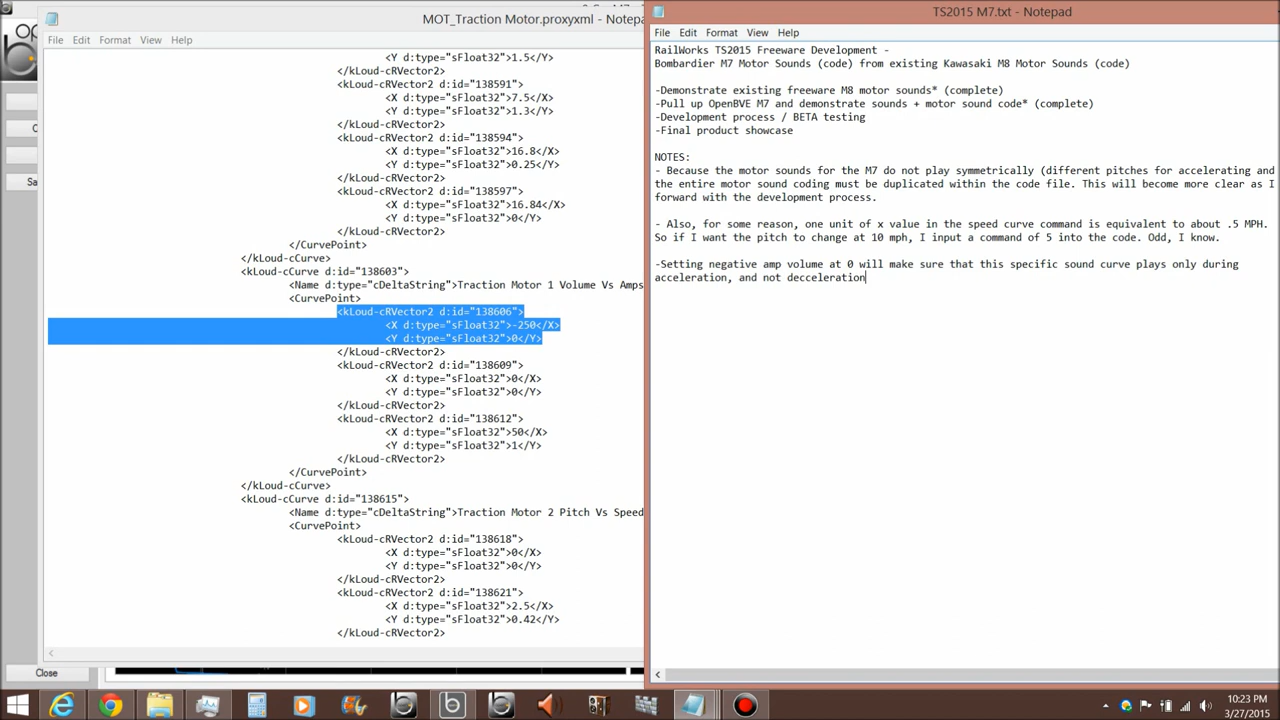 MOT_Traction Motor.proxyxml - Notepa
File Edit Format View Help
<Y d:type="sFloat32">1.5</Y>
</kLoud-cRVector2>
<kLoud-cRVector2 d:id="138591">
<X d:type="sFloat32">7.5</X>
<Y d:type="sFloat32">1.3</Y>
</kLoud-cRVector2>
<kLoud-cRVector2 d:id="138594">
<X d:type="sFloat32">16.8</X>
<Y d:type="sFloat32">0.25</Y>
</kLoud-cRVector2>
<kLoud-cRVector2 d:id="138597">
<X d:type="sFloat32">16.84</X>
<Y d:type="sFloat32">0</Y>
</kLoud-cRVector2>
</CurvePoint>
</kLoud-cCurve>
<kLoud-cCurve d:id="138603">
<Name d:type="cDeltaString">Traction Motor 1 Volume Vs Amps
<CurvePoint>
<kLoud-cRVector2 d:id="138606">
<X d:type="sFloat32">-250</X>
<Y d:type="sFloat32">0</Y>
</kLoud-cRVector2>
<kLoud-cRVector2 d:id="138609">
<X d:type="sFloat32">0</X>
<Y d:type="sFloat32">0</Y>
</kLoud-cRVector2>
<kLoud-cRVector2 d:id="138612">
<X d:type="sFloat32">50</X>
<Y d:type="sFloat32">1</Y>
</kLoud-cRVector2>
</CurvePoint>
</kLoud-cCurve>
<kLoud-cCurve d:id="138615">
<Name d:type="cDeltaString">Traction Motor 2 Pitch Vs Speed
<CurvePoint>
<kLoud-cRVector2 d:id="138618">
<X d:type="sFloat32">0</X>
<Y d:type="sFloat32">0</Y>
</kLoud-cRVector2>
<kLoud-cRVector2 d:id="138621">
<X d:type="sFloat32">2.5</X>
<Y d:type="sFloat32">0.42</Y>
</kLoud-cRVector2>
Close
TS2015 M7.txt - Notepad
File Edit Format View Help
RailWorks TS2015 Freeware Development -
Bombardier M7 Motor Sounds (code) from existing Kawasaki M8 Motor Sounds (code)
-Demonstrate existing freeware M8 motor sounds* (complete)
-Pull up OpenBVE M7 and demonstrate sounds + motor sound code* (complete)
-Development process / BETA testing
-Final product showcase
NOTES:
- Because the motor sounds for the M7 do not play symmetrically (different pitches for accelerating and
the entire motor sound coding must be duplicated within the code file. This will become more clear as I
forward with the development process.
- Also, for some reason, one unit of x value in the speed curve command is equivalent to about .5 MPH.
So if I want the pitch to change at 10 mph, I input a command of 5 into the code. Odd, I know.
-Setting negative amp volume at 0 will make sure that this specific sound curve plays only during
acceleration, and not decceleration
10:23 PM
3/27/2015